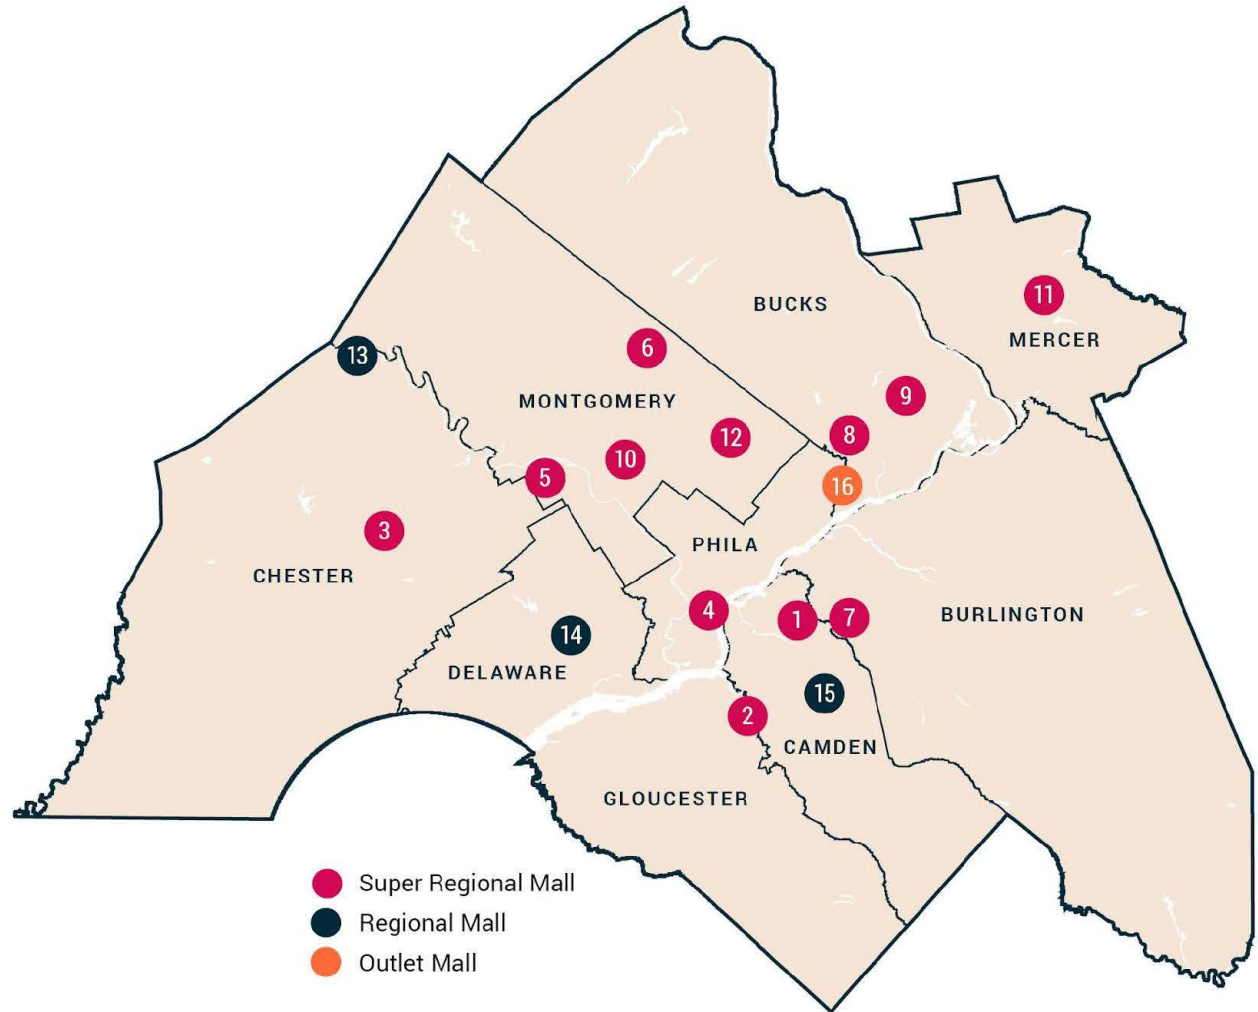 11
BUCKS
MERCER
6
13
9
MONTGOMERY
8
12
10
5
16
3
PHILA
CHESTER
4
1
7
BURLINGTON
14
DELAWARE
15
2
CAMDEN
GLOUCESTER
Super Regional Mall
Regional Mall
Outlet Mall